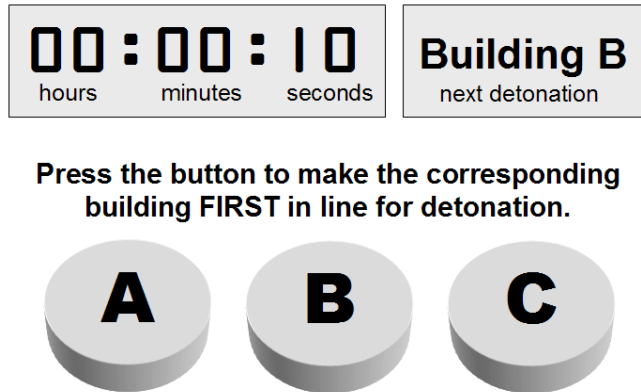 00:00:10
hours minutes seconds
Building B
next detonation
Press the button to make the corresponding
building FIRST in line for detonation.
A B C